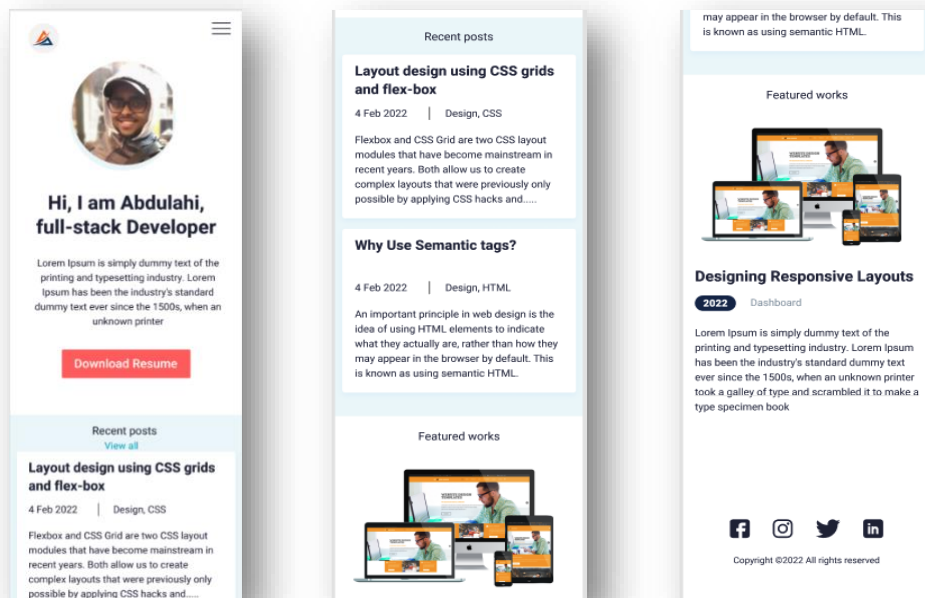 Hi, I am Abdulahi,
full-stack Developer
Lorem Ipsum is simply dummy text of the
printing and typesetting industry. Lorem
Ipsum has been the industry's standard
dummy text ever since the 1500s, when an
unknown printer
Download Resume
Recent posts
View all
Layout design using CSS grids
and flex-box
4 Feb 2022 | Design, CSS
Flexbox and CSS Grid are two CSS layout
modules that have become mainstream in
recent years. Both allow us to create
complex layouts that were previously only
possible by applying CSS hacks and.....
Recent posts
Layout design using CSS grids
and flex-box
4 Feb 2022 | Design, CSS
Flexbox and CSS Grid are two CSS layout
modules that have become mainstream in
recent years. Both allow us to create
complex layouts that were previously only
possible by applying CSS hacks and.....
Why Use Semantic tags?
4 Feb 2022 | Design, HTML
An important principle in web design is the
idea of using HTML elements to indicate
what they actually are, rather than how they
may appear in the browser by default. This
is known as using semantic HTML.
Featured works
WEBSITE DESIGN
TEMPLATES
may appear in the browser by default. This
is known as using semantic HTML.
Featured works
WEBSITE DESIGN
TEMPLATES
Designing Responsive Layouts
2022 Dashboard
Lorem Ipsum is simply dummy text of the
printing and typesetting industry. Lorem Ipsum
has been the industry's standard dummy text
ever since the 1500s, when an unknown printer
took a galley of type and scrambled it to make a
type specimen book
Copyright ©2022 All rights reserved